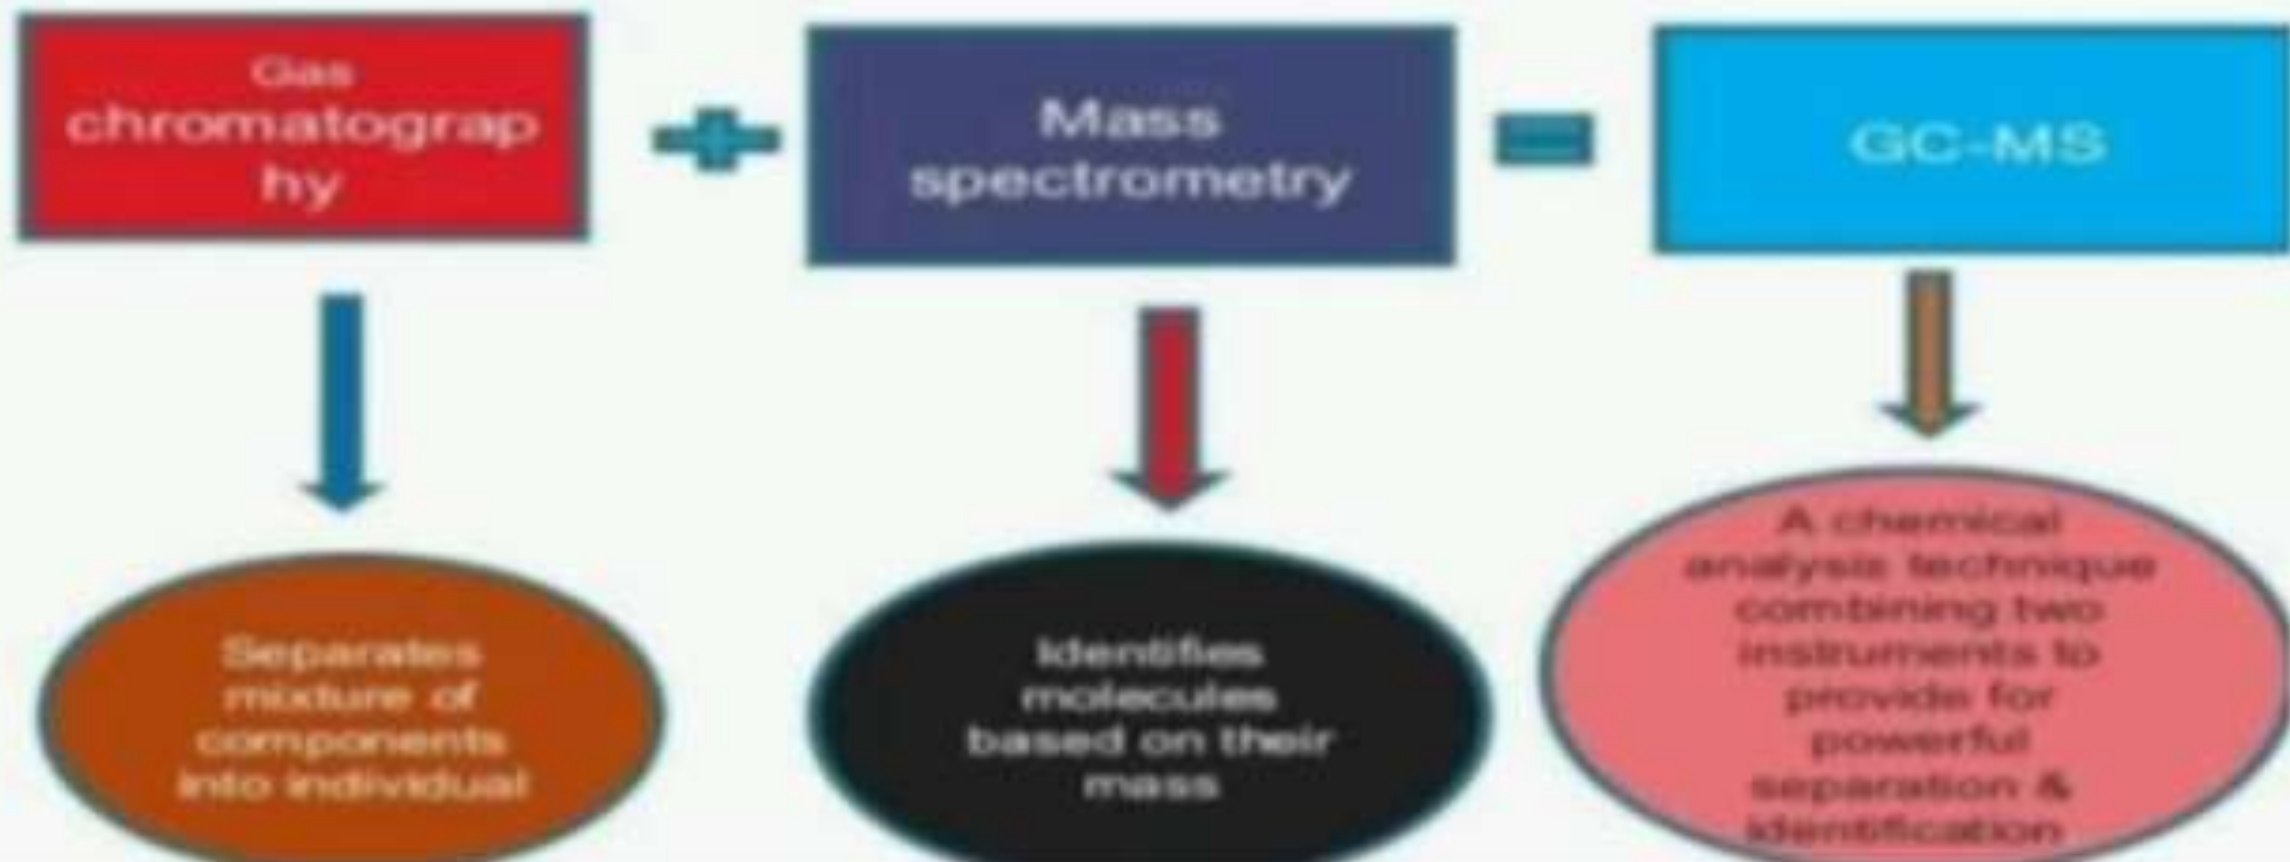 Gas
chromatograp
hy
Mass
spectrometry
GC-MS
Separates
mixture of
components
into individual
Identifies
molecules
based on their
mass
A chemical
analysis technique
combining two
instruments to
provide for
powerful
separation &
identification